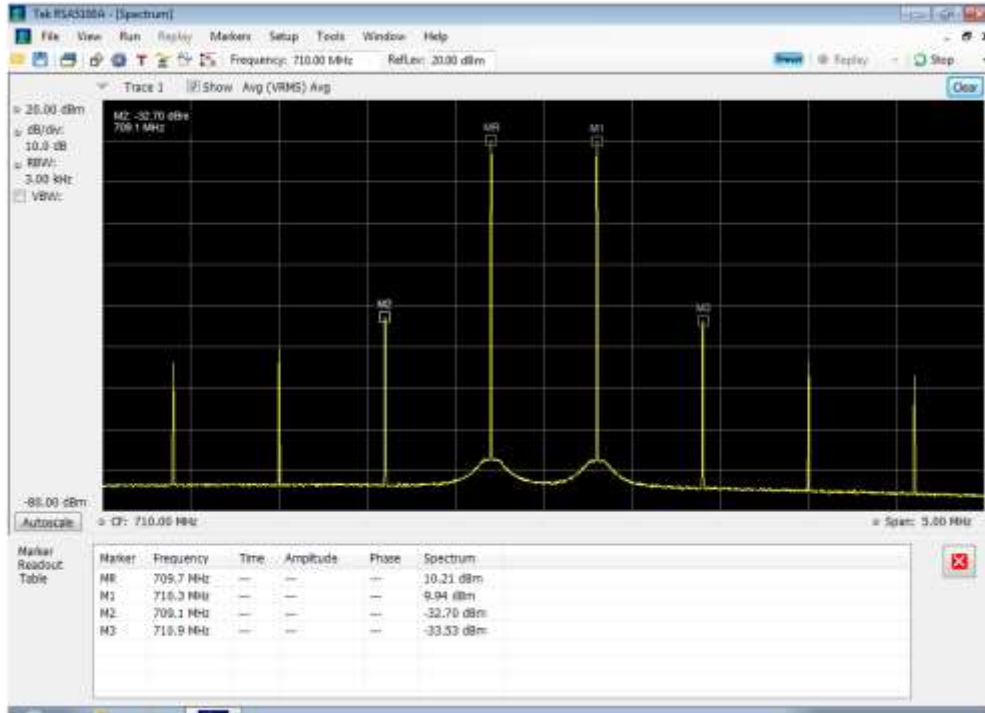 Tek RSA5100A - [Spectrum]
File View Run Replay Markers Setup Tools Window Help
Frequency: 710.00 MHz RefLev: 20.00 dBm Preset Replay Stop
Trace 1 Show Avg (VRMS) Avg Clear
20.00 dBm
dB/div:
10.0 dB
RBW:
3.00 kHz
VBW:
-80.00 dBm
Autoscale
M2: -32.70 dBm
709.1 MHz
MR
M1
M2
M3
CF: 710.00 MHz Span: 5.00 MHz
Marker
Readout
Table
Marker Frequency Time Amplitude Phase Spectrum
MR 709.7 MHz --- --- --- 10.21 dBm
M1 710.3 MHz --- --- --- 9.94 dBm
M2 709.1 MHz --- --- --- -32.70 dBm
M3 710.9 MHz --- --- --- -33.53 dBm